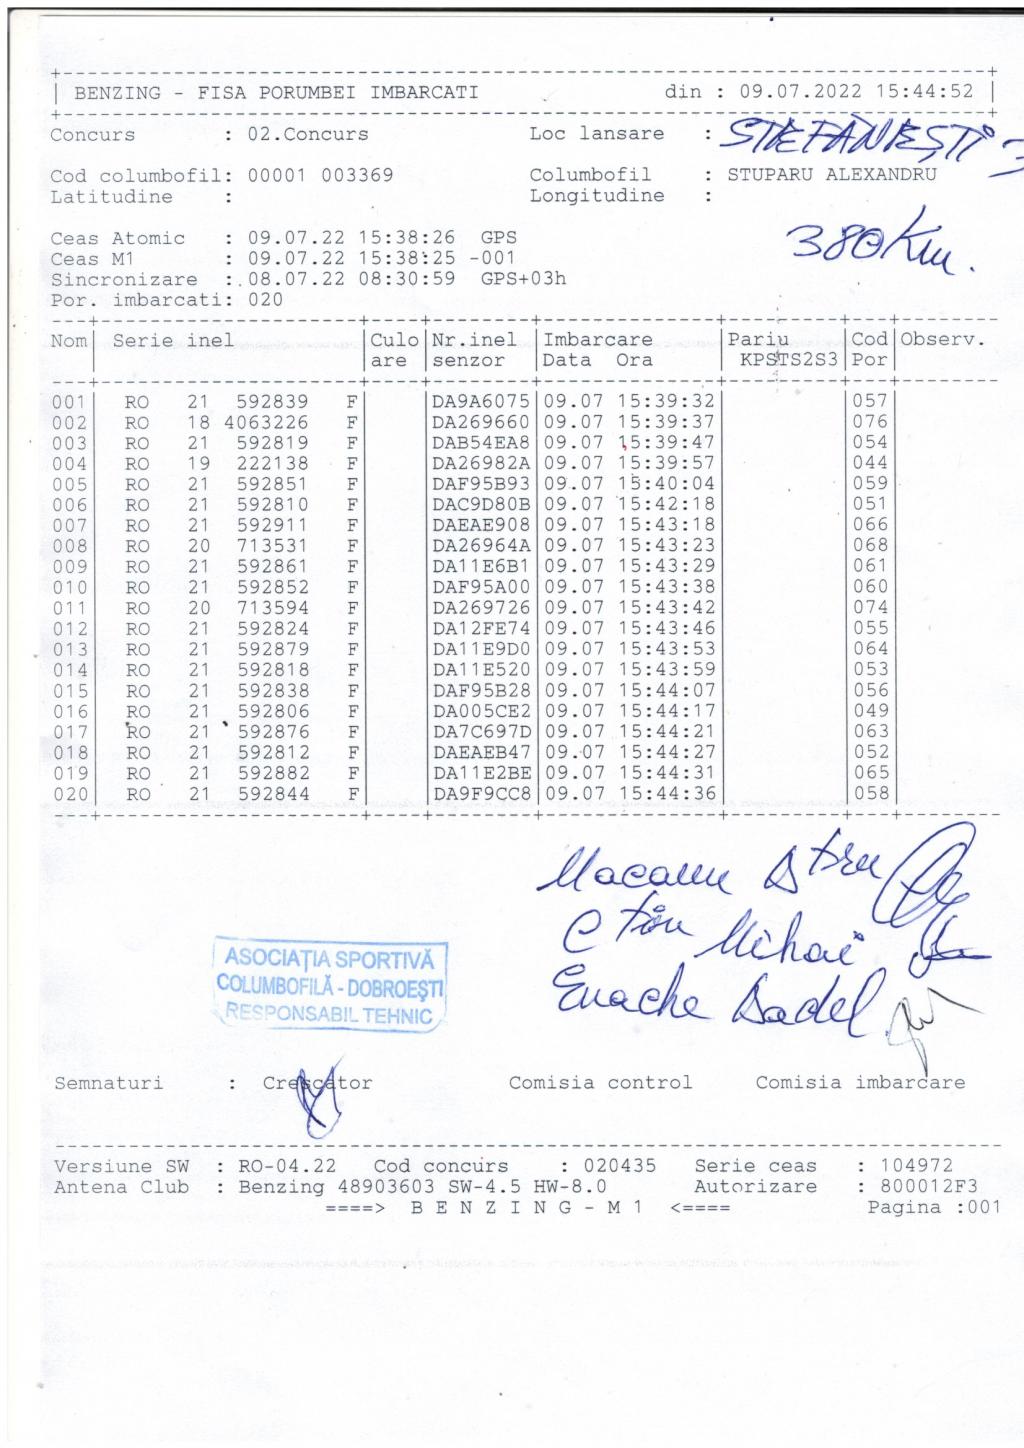 BENZING - FISA PORUMBEI IMBARCATI din : 09.07.2022 15:44:52
Concurs : 02.Concurs Loc lansare : STEFĂNEȘTI 3
Cod columbofil: 00001 003369 Columbofil : STUPARU ALEXANDRU
Latitudine : Longitudine :
380 Km.
Ceas Atomic : 09.07.22 15:38:26 GPS
Ceas M1 : 09.07.22 15:38:25 -001
Sincronizare : 08.07.22 08:30:59 GPS+03h
Por. imbarcati: 020
Nom Serie inel Culo Nr.inel Imbarcare Pariu Cod Observ.
are senzor Data Ora KPSTS2S3 Por
001 RO 21 592839 F DA9A6075 09.07 15:39:32 057
002 RO 18 4063226 F DA269660 09.07 15:39:37 076
003 RO 21 592819 F DAB54EA8 09.07 15:39:47 054
004 RO 19 222138 F DA26982A 09.07 15:39:57 044
005 RO 21 592851 F DAF95B93 09.07 15:40:04 059
006 RO 21 592810 F DAC9D80B 09.07 15:42:18 051
007 RO 21 592911 F DAEAE908 09.07 15:43:18 066
008 RO 20 713531 F DA26964A 09.07 15:43:23 068
009 RO 21 592861 F DA11E6B1 09.07 15:43:29 061
010 RO 21 592852 F DAF95A00 09.07 15:43:38 060
011 RO 20 713594 F DA269726 09.07 15:43:42 074
012 RO 21 592824 F DA12FE74 09.07 15:43:46 055
013 RO 21 592879 F DA11E9D0 09.07 15:43:53 064
014 RO 21 592818 F DA11E520 09.07 15:43:59 053
015 RO 21 592838 F DAF95B28 09.07 15:44:07 056
016 RO 21 592806 F DA005CE2 09.07 15:44:17 049
017 RO 21 592876 F DA7C697D 09.07 15:44:21 063
018 RO 21 592812 F DAEAEB47 09.07 15:44:27 052
019 RO 21 592882 F DA11E2BE 09.07 15:44:31 065
020 RO 21 592844 F DA9F9CC8 09.07 15:44:36 058
Mihai
Enache Dadel
ASOCIAȚIA SPORTIVĂ
COLUMBOFILĂ - DOBROEȘTI
RESPONSABIL TEHNIC
Semnaturi : Crescator Comisia control Comisia imbarcare
Versiune SW : RO-04.22 Cod concurs : 020435 Serie ceas : 104972
Antena Club : Benzing 48903603 SW-4.5 HW-8.0 Autorizare : 800012F3
====> B E N Z I N G - M 1 <==== Pagina :001